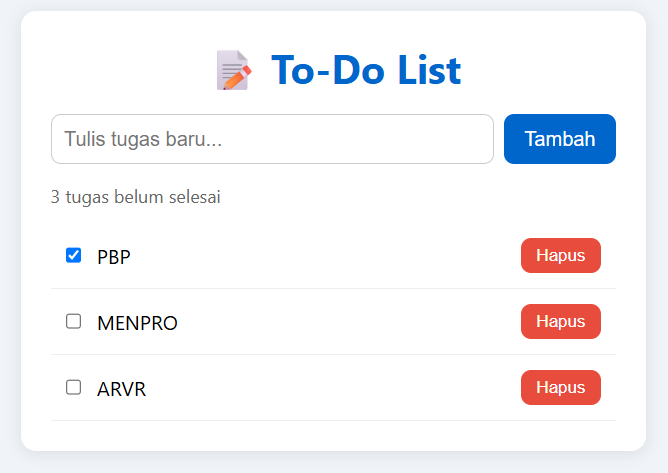 To-Do List
Tulis tugas baru... Tambah
3 tugas belum selesai
PBP Hapus
MENPRO Hapus
ARVR Hapus